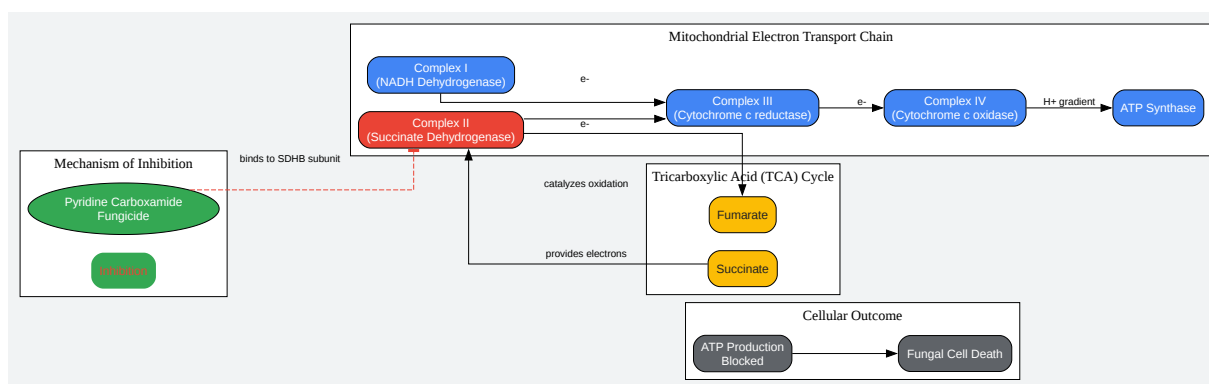 Mitochondrial Electron Transport Chain
Complex I
(NADH Dehydrogenase)
e-
Complex III
(Cytochrome c reductase)
e-
Complex IV
(Cytochrome c oxidase)
H+ gradient
ATP Synthase
Complex II
(Succinate Dehydrogenase)
e-
Mechanism of Inhibition
binds to SDHB subunit
Pyridine Carboxamide
Fungicide
Inhibition
Tricarboxylic Acid (TCA) Cycle
catalyzes oxidation
Fumarate
provides electrons
Succinate
Cellular Outcome
ATP Production
Blocked
Fungal Cell Death